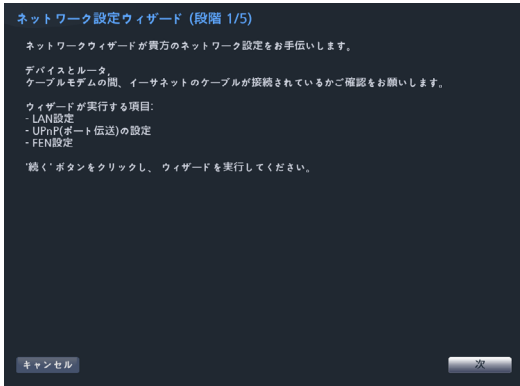 ネットワーク設定ウィザード (段階 1/5)
ネットワークウィザードが貴方のネットワーク設定をお手伝いします。
デバイスとルータ,
ケーブルモデムの間、イーサネットのケーブルが接続されているかご確認をお願いします。
ウィザードが実行する項目:
- LAN設定
- UPnP(ポート伝送)の設定
- FEN設定
'続く' ボタンをクリックし、ウィザードを実行してください。
キャンセル
次